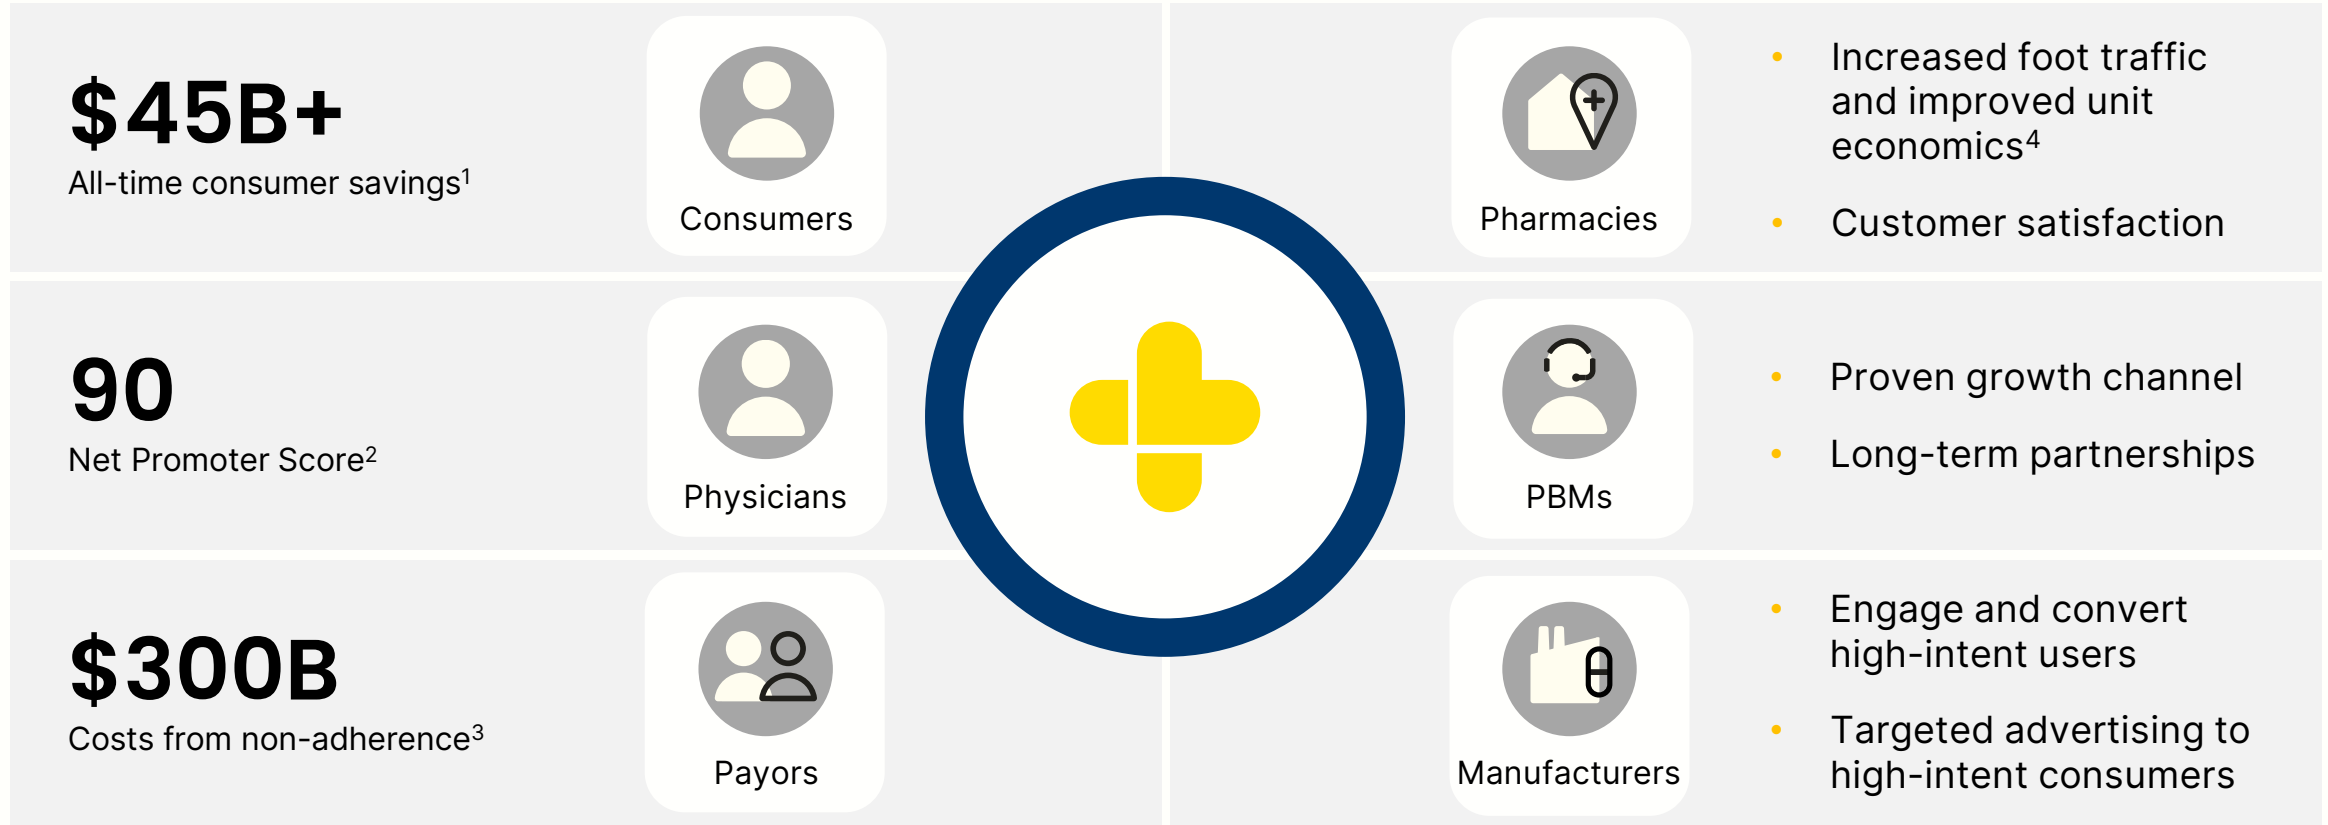 $45B+
All-time consumer savings¹
Consumers
Pharmacies
• Increased foot traffic
and improved unit
economics⁴
• Customer satisfaction
90
Net Promoter Score²
Physicians
PBMs
• Proven growth channel
• Long-term partnerships
$300B
Costs from non-adherence³
Payors
Manufacturers
• Engage and convert
high-intent users
• Targeted advertising to
high-intent consumers